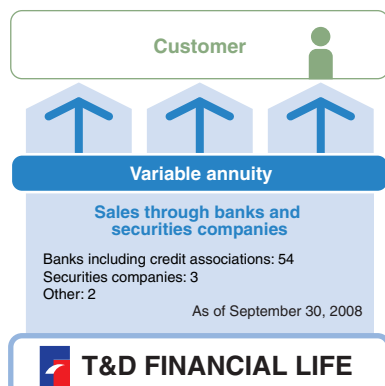 Customer
Variable annuity
Sales through banks and
securities companies
Banks including credit associations: 54
Securities companies: 3
Other: 2
As of September 30, 2008
T&D FINANCIAL LIFE